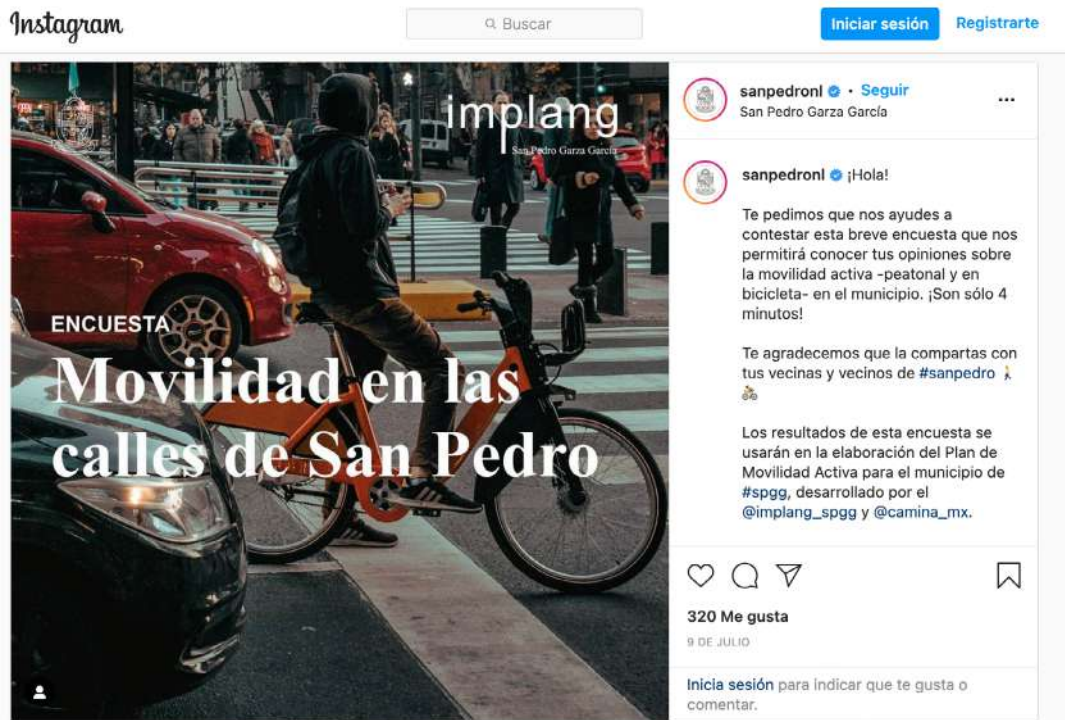 Instagram
Buscar
Iniciar sesión
Registrarte
implang
San Pedro Garza García
ENCUESTA
Movilidad en las
calles de San Pedro
sanpedronl • Seguir
San Pedro Garza García
sanpedronl ¡Hola!
Te pedimos que nos ayudes a
contestar esta breve encuesta que nos
permitirá conocer tus opiniones sobre
la movilidad activa -peatonal y en
bicicleta- en el municipio. ¡Son sólo 4
minutos!
Te agradecemos que la compartas con
tus vecinas y vecinos de #sanpedro 🚶
🚴
Los resultados de esta encuesta se
usarán en la elaboración del Plan de
Movilidad Activa para el municipio de
#spgg, desarrollado por el
@implang_spgg y @camina_mx.
320 Me gusta
9 DE JULIO
Inicia sesión para indicar que te gusta o
comentar.